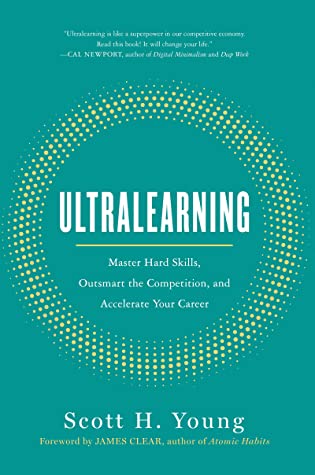 "Ultralearning is like a superpower in our competitive economy.
Read this book! It will change your life."
—CAL NEWPORT, author of Digital Minimalism and Deep Work
ULTRALEARNING
Master Hard Skills,
Outsmart the Competition, and
Accelerate Your Career
Scott H. Young
Foreword by JAMES CLEAR, author of Atomic Habits